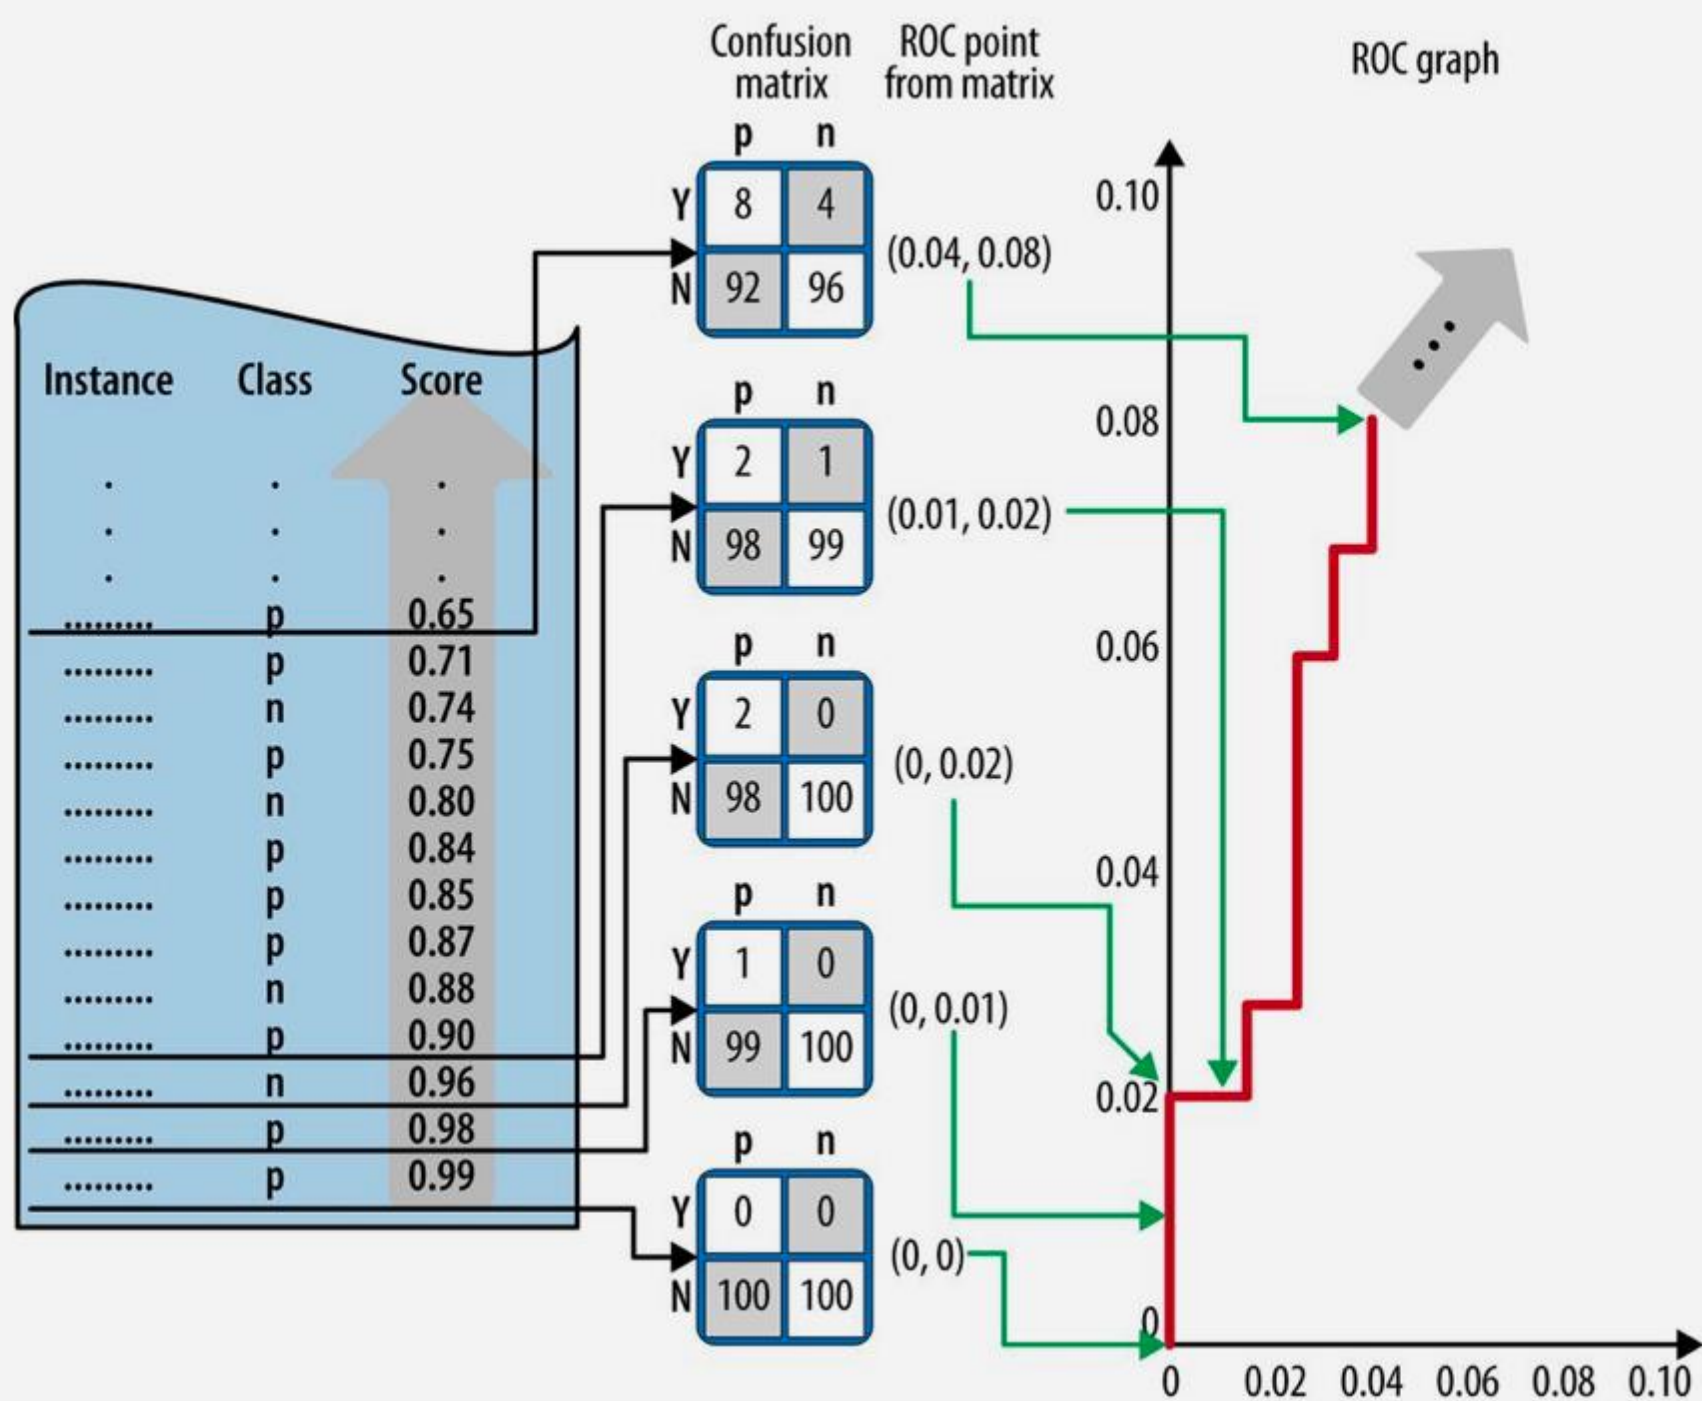 Confusion
matrix
ROC point
from matrix
ROC graph
p n
Y 8 4
N 92 96
(0.04, 0.08)
p n
Y 2 1
N 98 99
(0.01, 0.02)
p n
Y 2 0
N 98 100
(0, 0.02)
p n
Y 1 0
N 99 100
(0, 0.01)
p n
Y 0 0
N 100 100
(0, 0)
Instance Class Score
. . .
. . .
. . .
......... p 0.65
......... p 0.71
......... n 0.74
......... p 0.75
......... n 0.80
......... p 0.84
......... p 0.85
......... p 0.87
......... n 0.88
......... p 0.90
......... n 0.96
......... p 0.98
......... p 0.99
0.10
0.08
0.06
0.04
0.02
0
0 0.02 0.04 0.06 0.08 0.10